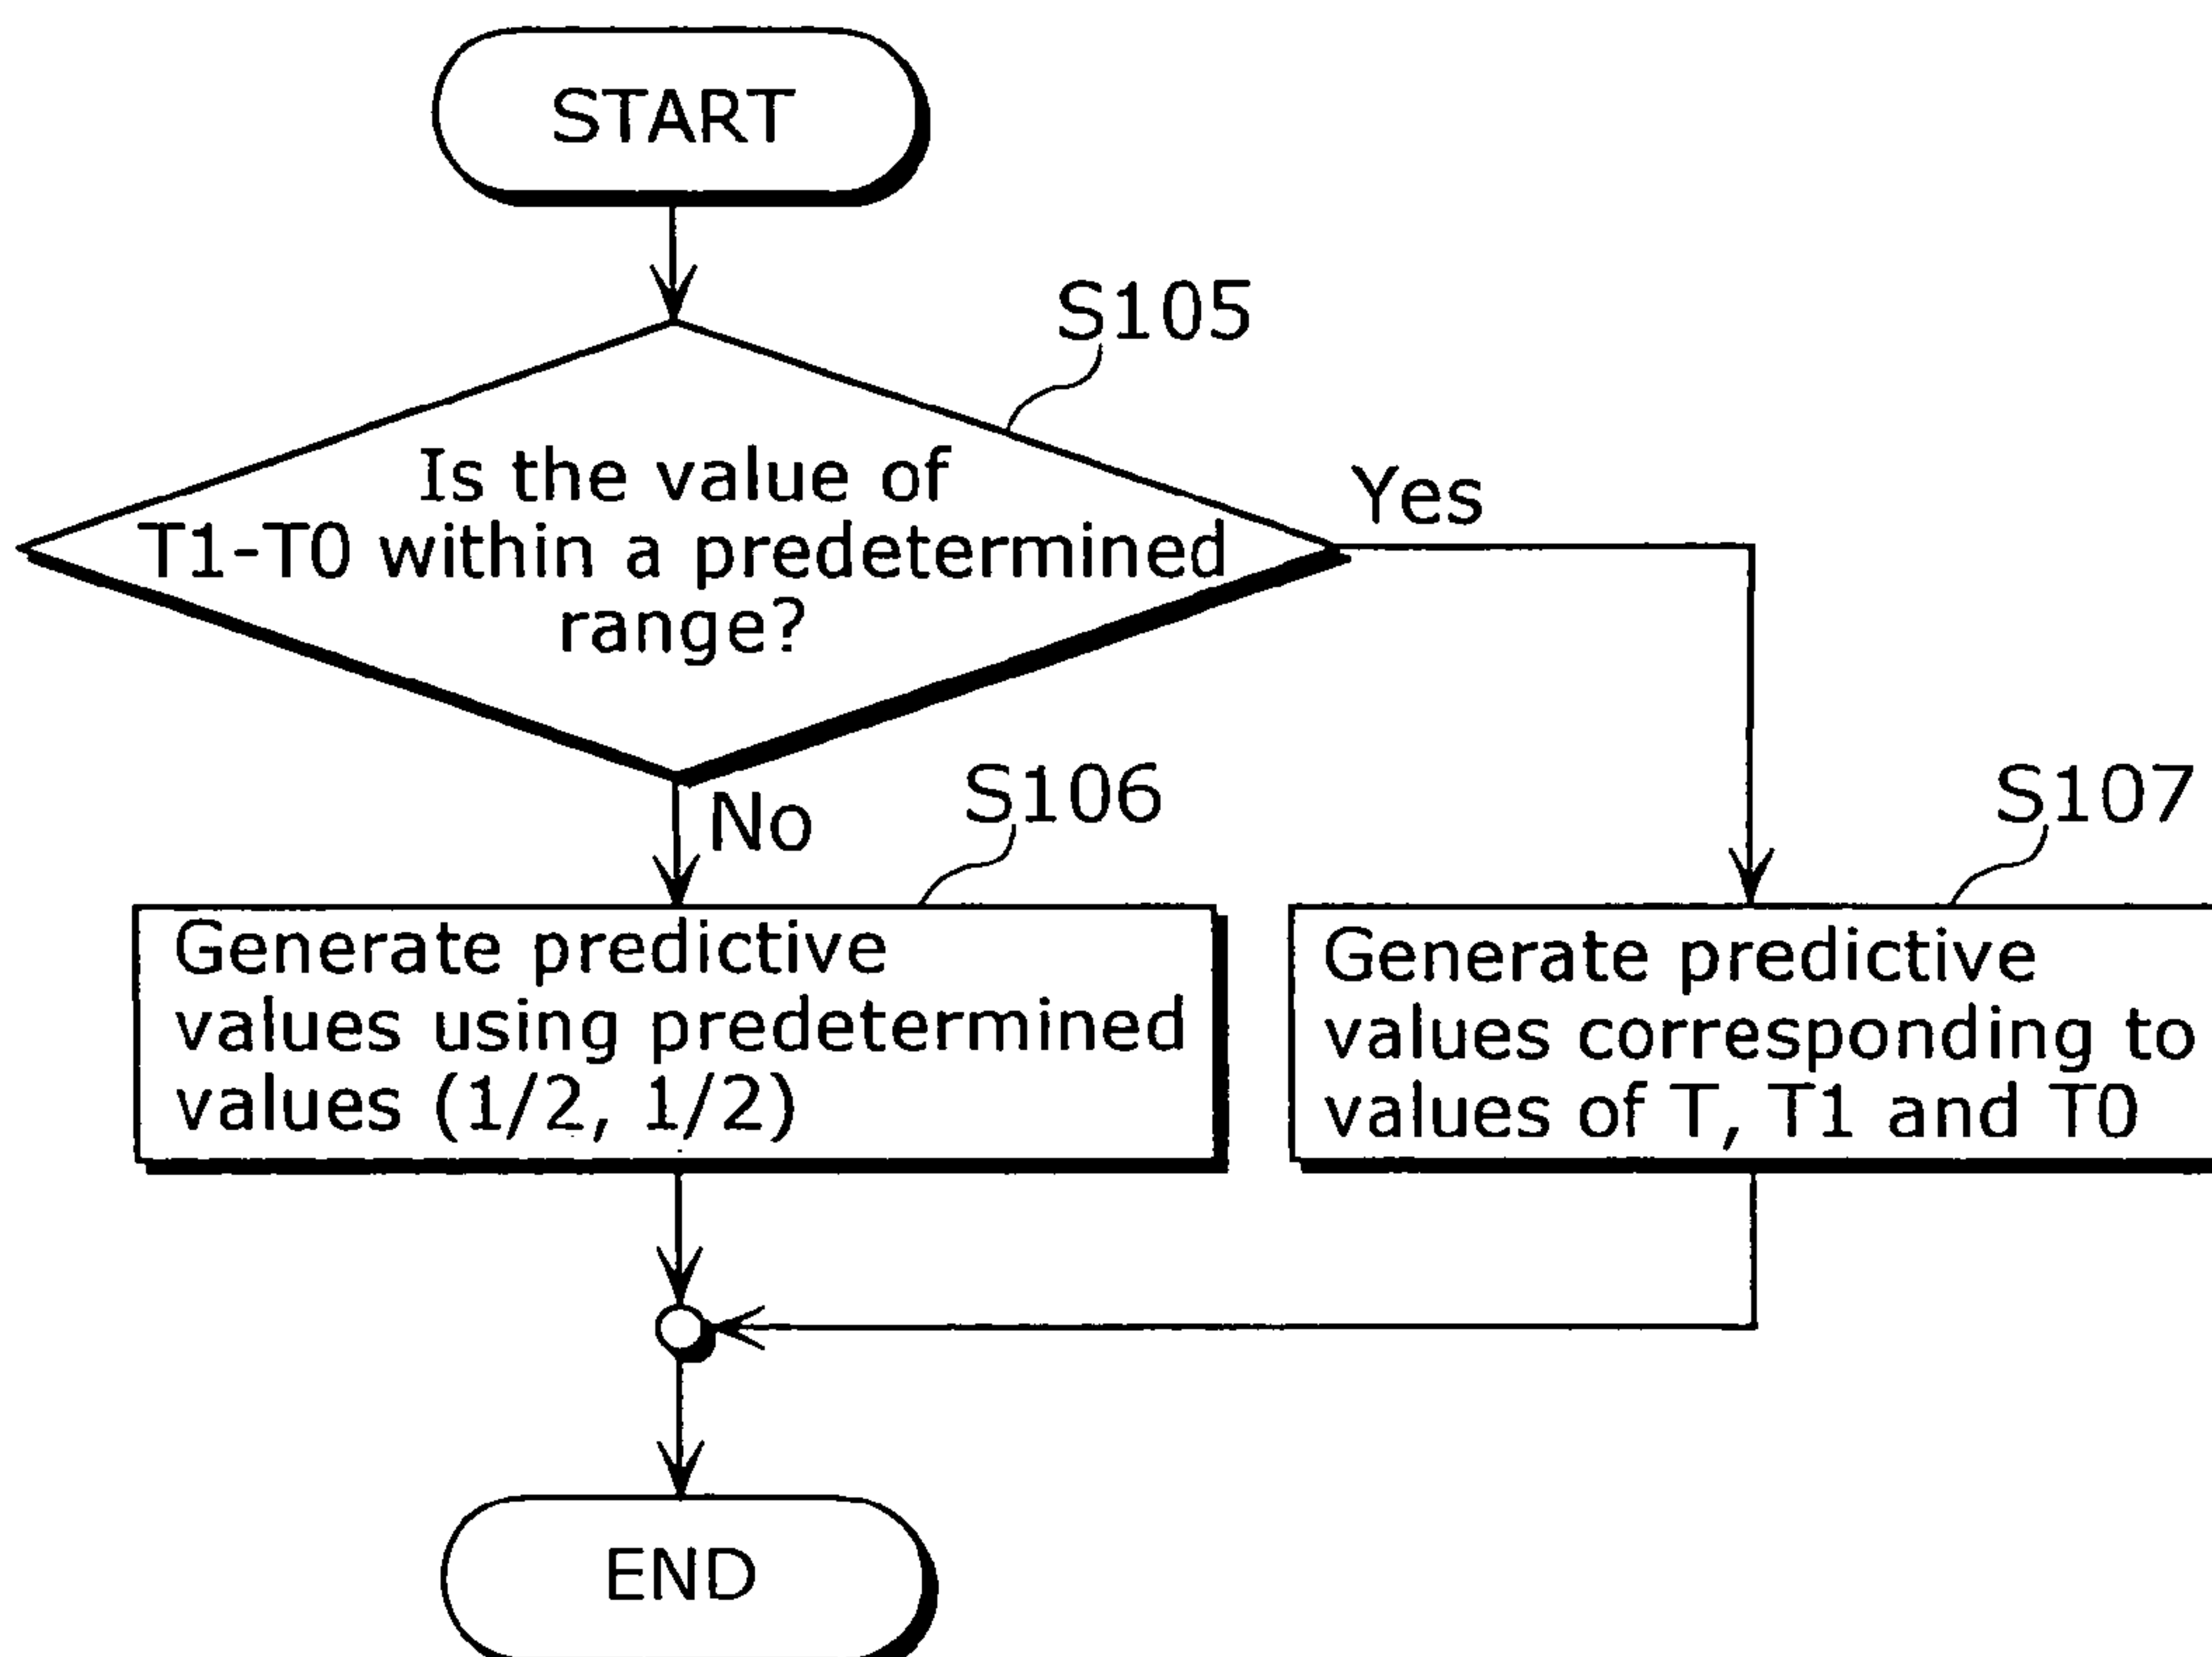 START
S105
Is the value of
T1-T0 within a predetermined
range?
Yes
No
S106
S107
Generate predictive
values using predetermined
values (1/2, 1/2)
Generate predictive
values corresponding to
values of T, T1 and T0
END